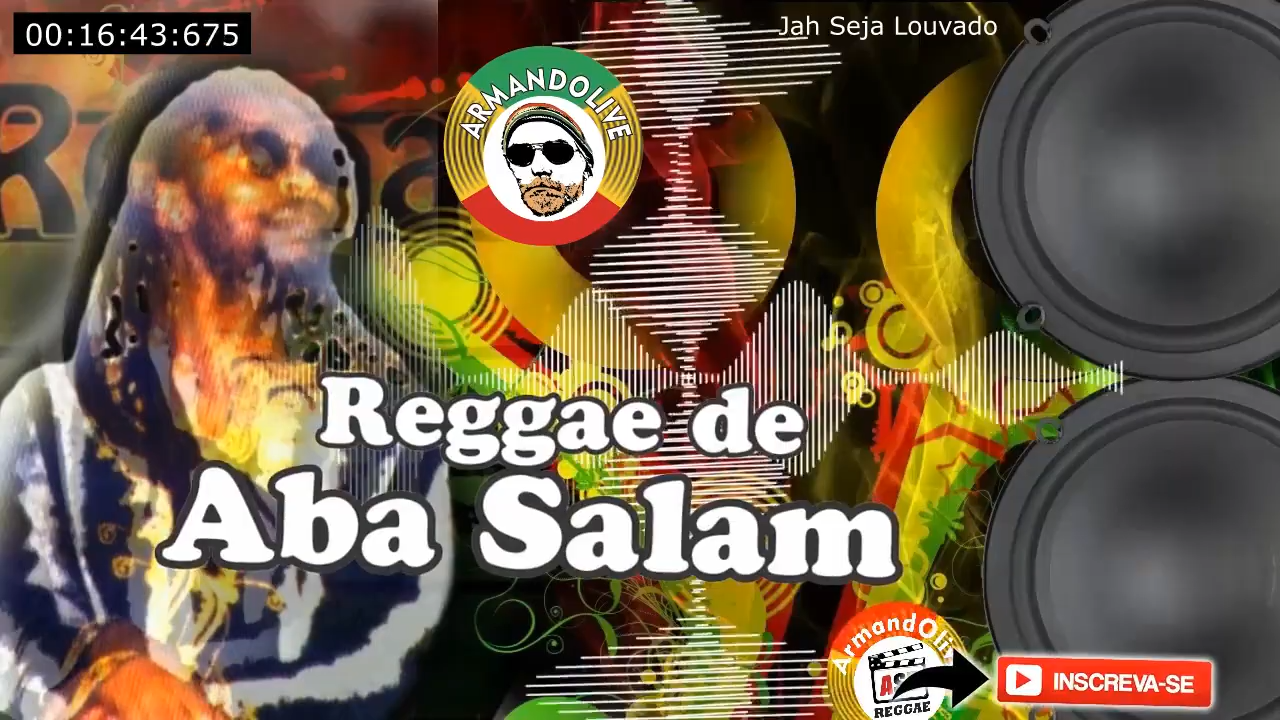 00:16:43:675
Jah Seja Louvado
ARMANDOLIVE
Reggae de
Aba Salam
REGGAE
INSCREVA-SE